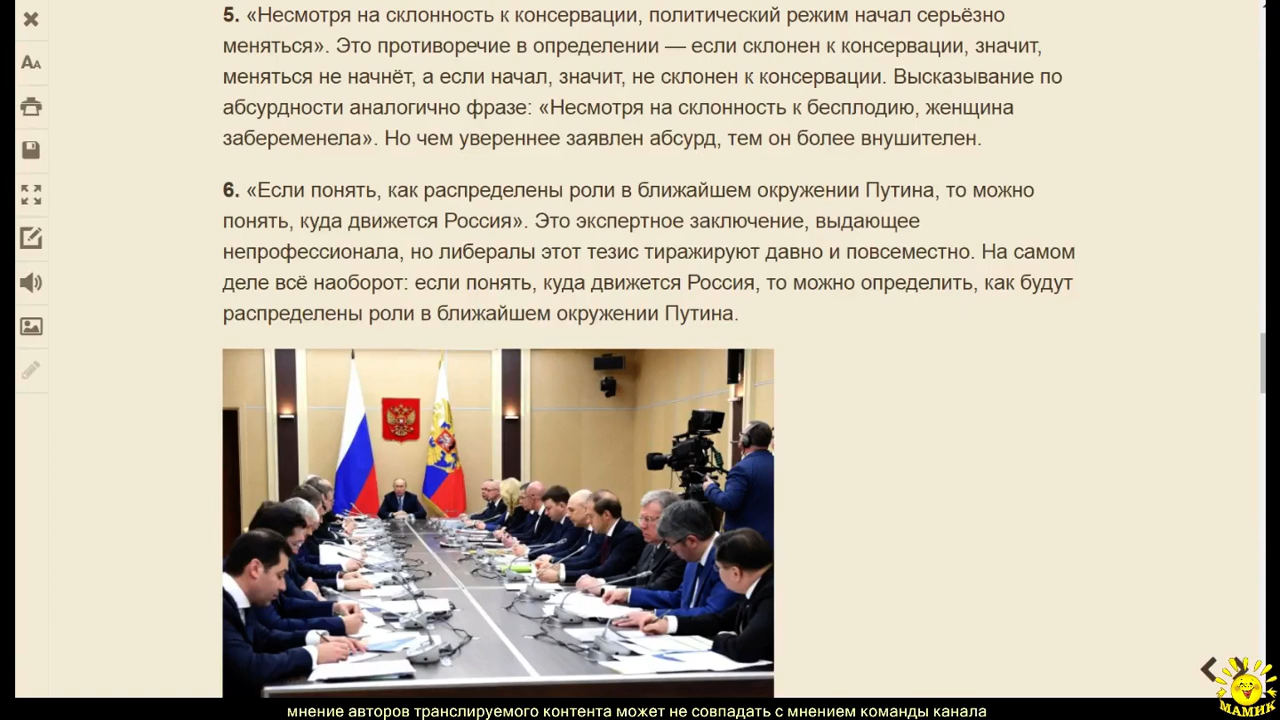 5. «Несмотря на склонность к консервации, политический режим начал серьёзно
меняться». Это противоречие в определении — если склонен к консервации, значит,
меняться не начнёт, а если начал, значит, не склонен к консервации. Высказывание по
абсурдности аналогично фразе: «Несмотря на склонность к бесплодию, женщина
забеременела». Но чем увереннее заявлен абсурд, тем он более внушителен.
6. «Если понять, как распределены роли в ближайшем окружении Путина, то можно
понять, куда движется Россия». Это экспертное заключение, выдающее
непрофессионала, но либералы этот тезис тиражируют давно и повсеместно. На самом
деле всё наоборот: если понять, куда движется Россия, то можно определить, как будут
распределены роли в ближайшем окружении Путина.
МАМИК
мнение авторов транслируемого контента может не совпадать с мнением команды канала